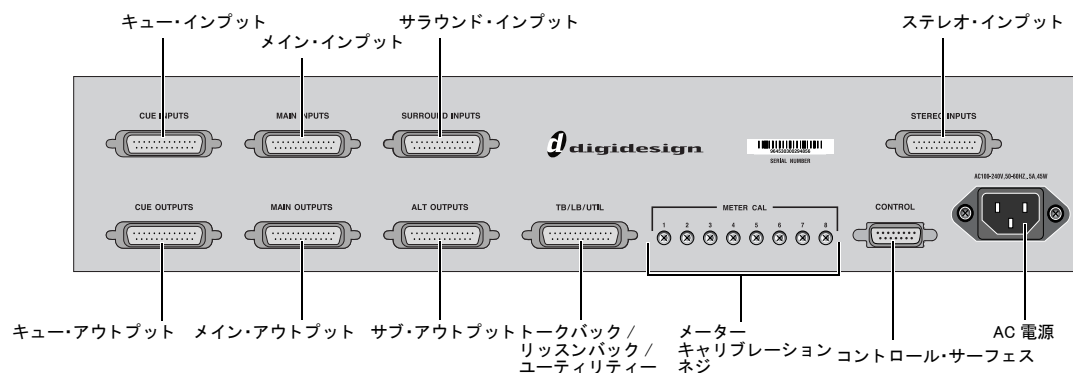 キュー・インプット
メイン・インプット
サラウンド・インプット
ステレオ・インプット
CUE INPUTS
MAIN INPUTS
SURROUND INPUTS
STEREO INPUTS
digidesign
SERIAL NUMBER
AC100-240V,50-60HZ,.5A,45W
CUE OUTPUTS
MAIN OUTPUTS
ALT OUTPUTS
TB/LB/UTIL
METER CAL
1 2 3 4 5 6 7 8
CONTROL
キュー・アウトプット
メイン・アウトプット
サブ・アウトプット
トークバック /
リッスンバック /
ユーティリティー
メーター
キャリブレーション
ネジ
コントロール・サーフェス
AC 電源